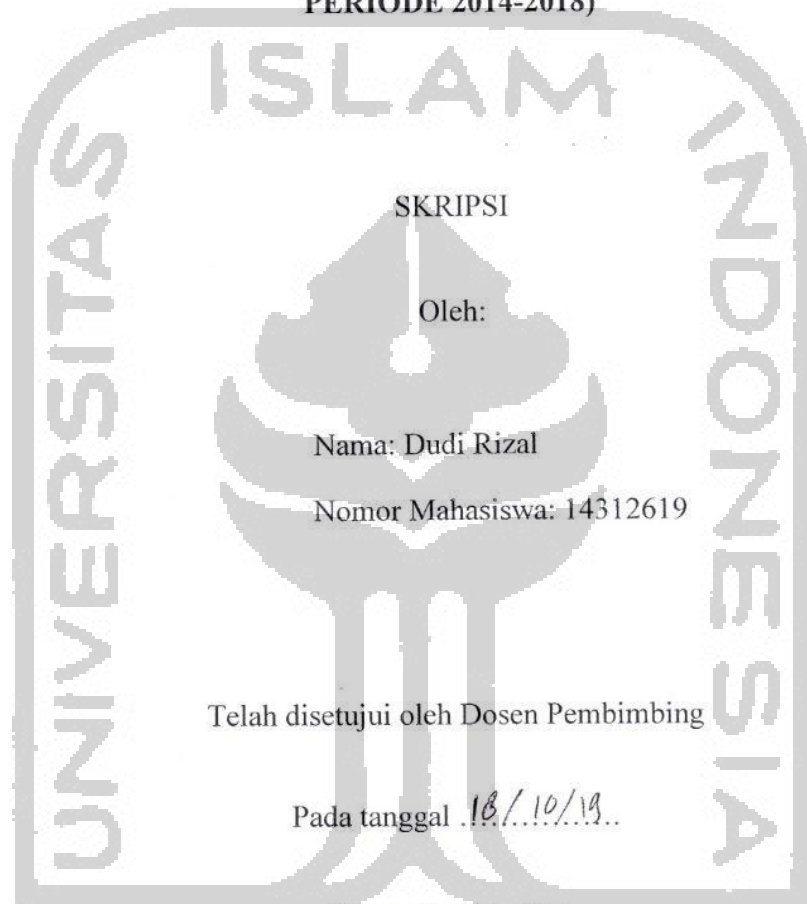 PERIODE 2014-2018)
UNIVERSITAS ISLAM INDONESIA
SKRIPSI
Oleh:
Nama: Dudi Rizal
Nomor Mahasiswa: 14312619
Telah disetujui oleh Dosen Pembimbing
Pada tanggal .18/10/19..